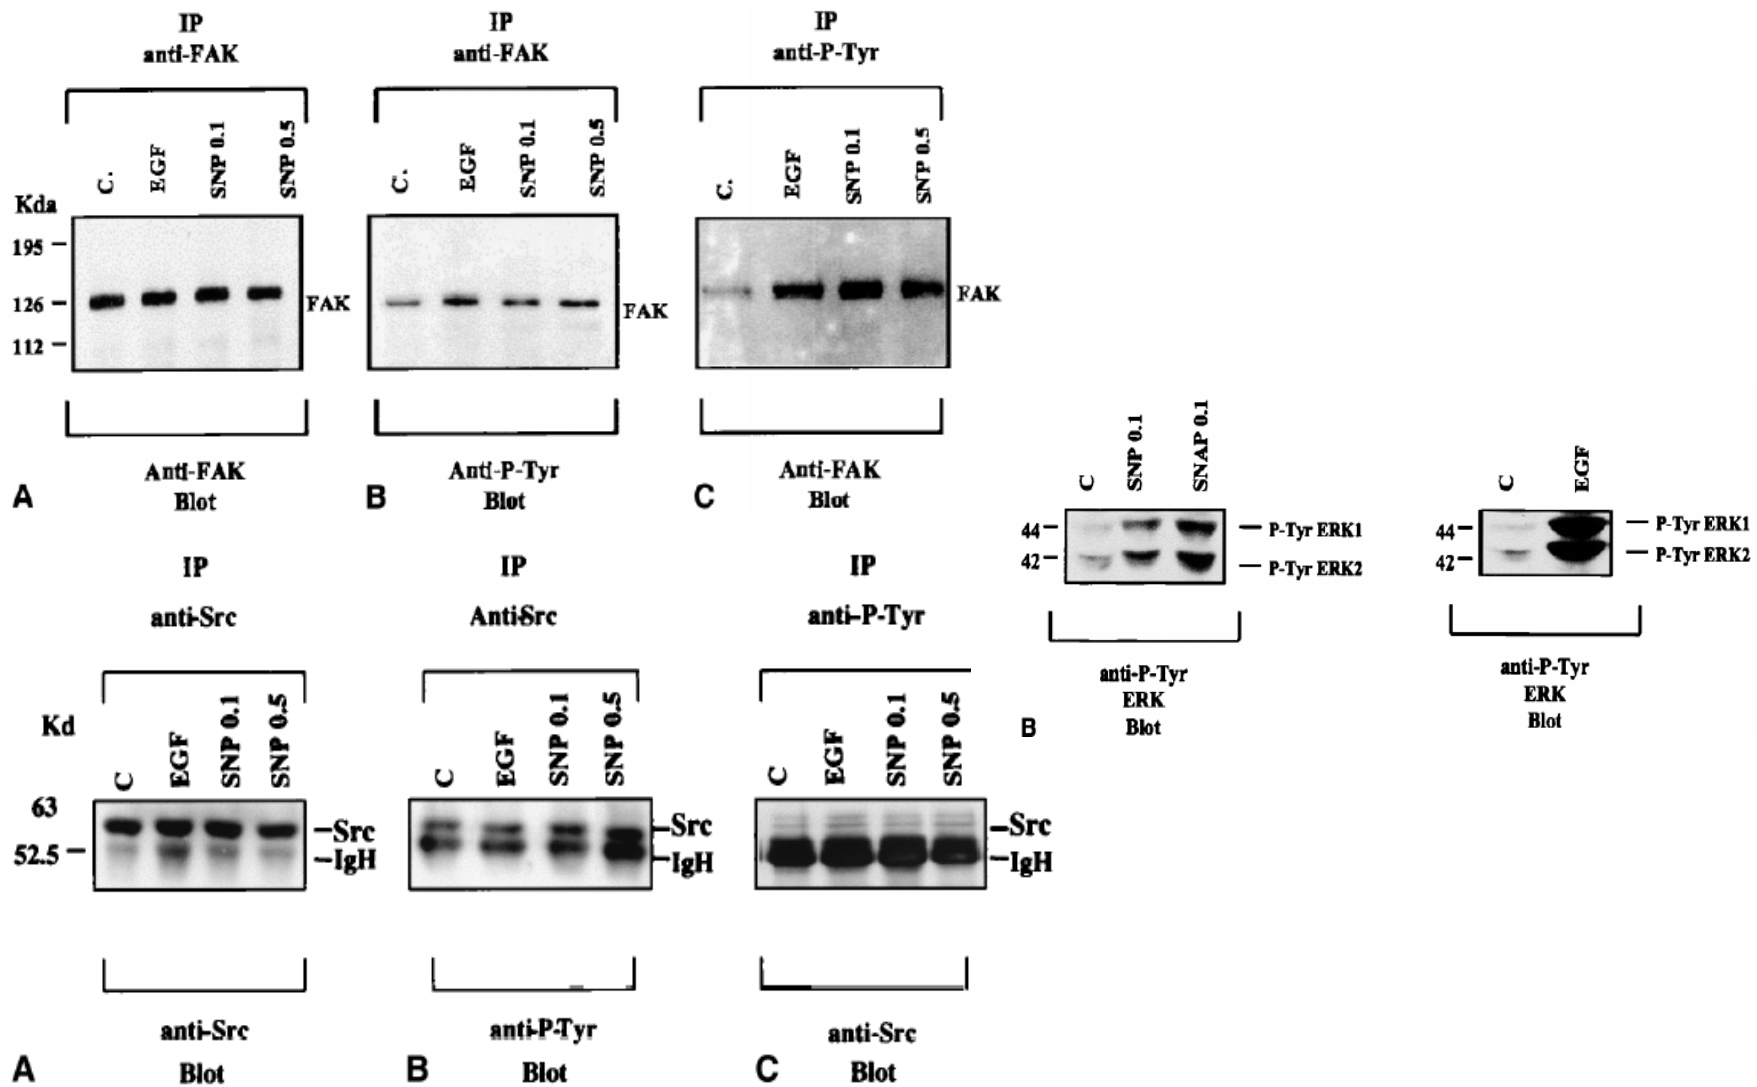 IP
anti-FAK
IP
anti-FAK
IP
anti-P-Tyr
C.
EGF
SNP 0.1
SNP 0.5
C.
EGF
SNP 0.1
SNP 0.5
C.
EGF
SNP 0.1
SNP 0.5
Kda
195
126
112
FAK
FAK
FAK
Anti-FAK
Blot
A
Anti-P-Tyr
Blot
B
Anti-FAK
Blot
C
C
SNP 0.1
SNAP 0.1
44
42
P-Tyr ERK1
P-Tyr ERK2
C
EGF
44
42
P-Tyr ERK1
P-Tyr ERK2
anti-P-Tyr
ERK
Blot
B
anti-P-Tyr
ERK
Blot
IP
anti-Src
IP
Anti-Src
IP
anti-P-Tyr
Kd
C
EGF
SNP 0.1
SNP 0.5
C
EGF
SNP 0.1
SNP 0.5
C
EGF
SNP 0.1
SNP 0.5
63
52.5
Src
IgH
Src
IgH
Src
IgH
anti-Src
Blot
A
anti-P-Tyr
Blot
B
anti-Src
Blot
C